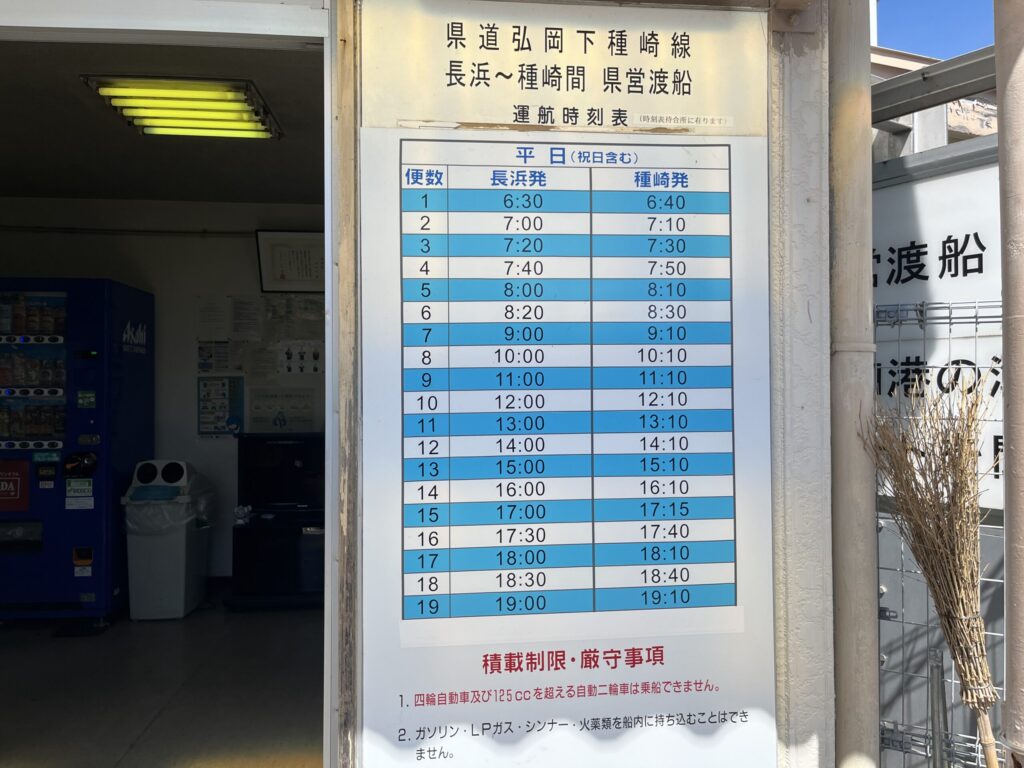 県道弘岡下種崎線
長浜～種崎間 県営渡船
運航時刻表 (時刻表待合所に在ります)
平日(祝日含む)
便数 長浜発 種崎発
1 6:30 6:40
2 7:00 7:10
3 7:20 7:30
4 7:40 7:50
5 8:00 8:10
6 8:20 8:30
7 9:00 9:10
8 10:00 10:10
9 11:00 11:10
10 12:00 12:10
11 13:00 13:10
12 14:00 14:10
13 15:00 15:10
14 16:00 16:10
15 17:00 17:15
16 17:30 17:40
17 18:00 18:10
18 18:30 18:40
19 19:00 19:10
積載制限・厳守事項
1. 四輪自動車及び125ccを超える自動二輪車は乗船できません。
2. ガソリン・LPガス・シンナー・火薬類を船内に持ち込むことはでき
ません。
営渡船
港の
Asahi